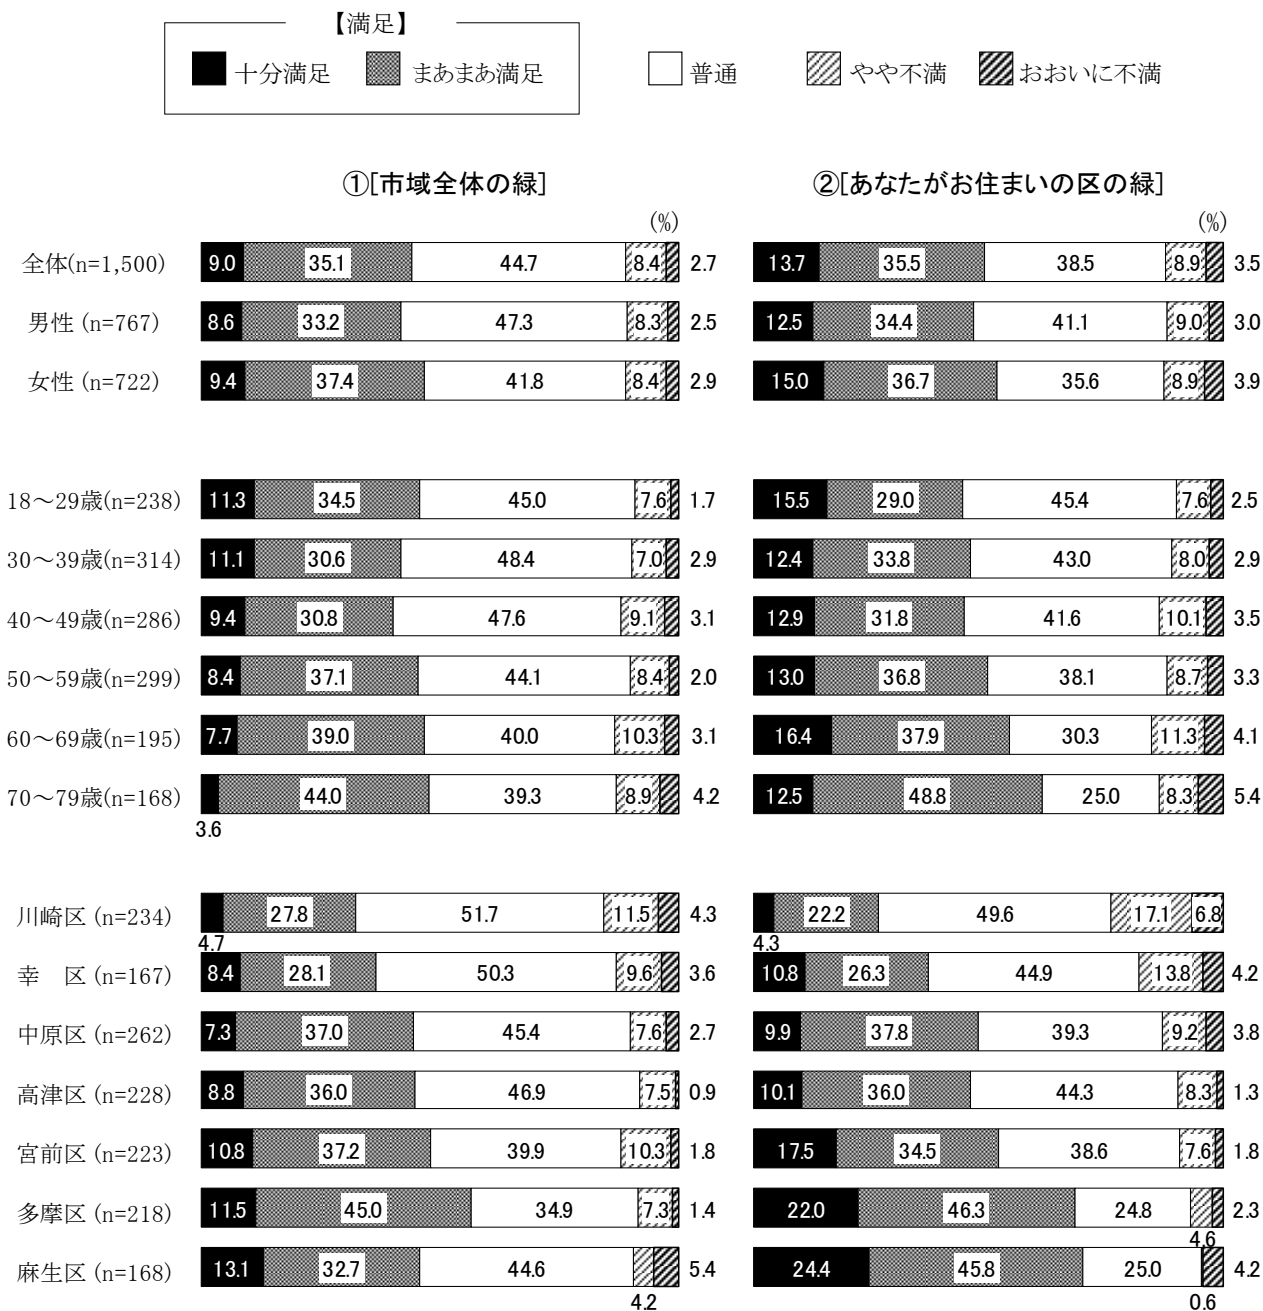 【満足】
十分満足 まあまあ満足 普通 やや不満 おおいに不満
①[市域全体の緑] ②[あなたがお住まいの区の緑]
(%) (%)
全体(n=1,500) 9.0 35.1 44.7 8.4 2.7 13.7 35.5 38.5 8.9 3.5
男性 (n=767) 8.6 33.2 47.3 8.3 2.5 12.5 34.4 41.1 9.0 3.0
女性 (n=722) 9.4 37.4 41.8 8.4 2.9 15.0 36.7 35.6 8.9 3.9
18～29歳(n=238) 11.3 34.5 45.0 7.6 1.7 15.5 29.0 45.4 7.6 2.5
30～39歳(n=314) 11.1 30.6 48.4 7.0 2.9 12.4 33.8 43.0 8.0 2.9
40～49歳(n=286) 9.4 30.8 47.6 9.1 3.1 12.9 31.8 41.6 10.1 3.5
50～59歳(n=299) 8.4 37.1 44.1 8.4 2.0 13.0 36.8 38.1 8.7 3.3
60～69歳(n=195) 7.7 39.0 40.0 10.3 3.1 16.4 37.9 30.3 11.3 4.1
70～79歳(n=168) 44.0 39.3 8.9 4.2 12.5 48.8 25.0 8.3 5.4
3.6
川崎区 (n=234) 27.8 51.7 11.5 4.3 22.2 49.6 17.1 6.8
4.7 4.3
幸　区 (n=167) 8.4 28.1 50.3 9.6 3.6 10.8 26.3 44.9 13.8 4.2
中原区 (n=262) 7.3 37.0 45.4 7.6 2.7 9.9 37.8 39.3 9.2 3.8
高津区 (n=228) 8.8 36.0 46.9 7.5 0.9 10.1 36.0 44.3 8.3 1.3
宮前区 (n=223) 10.8 37.2 39.9 10.3 1.8 17.5 34.5 38.6 7.6 1.8
多摩区 (n=218) 11.5 45.0 34.9 7.3 1.4 22.0 46.3 24.8 2.3
4.6
麻生区 (n=168) 13.1 32.7 44.6 5.4 24.4 45.8 25.0 4.2
4.2 0.6